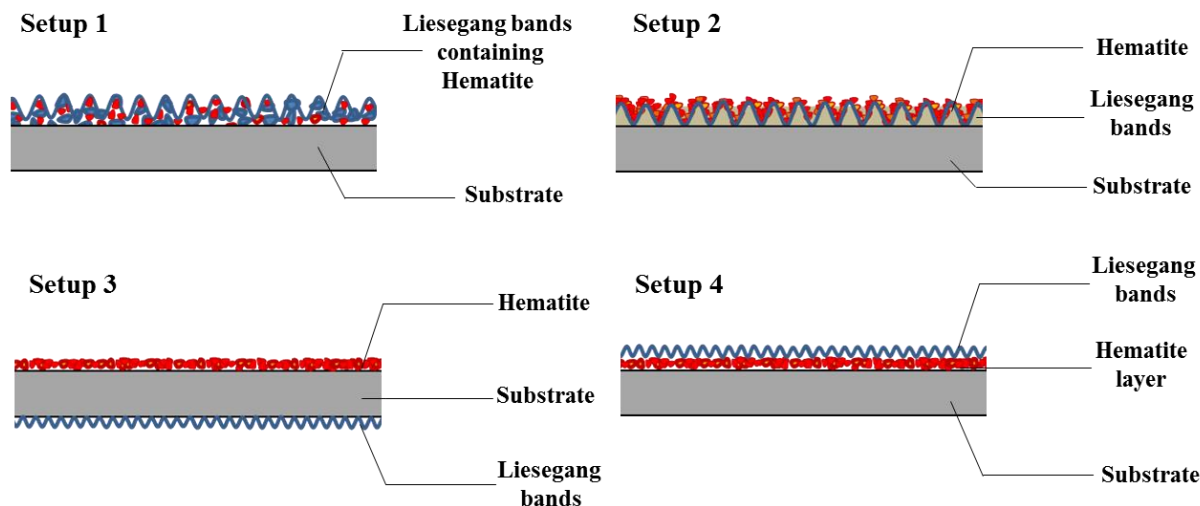 Setup 1
Liesegang bands
containing
Hematite
Substrate
Setup 2
Hematite
Liesegang
bands
Substrate
Setup 3
Hematite
Substrate
Liesegang
bands
Setup 4
Liesegang
bands
Hematite
layer
Substrate